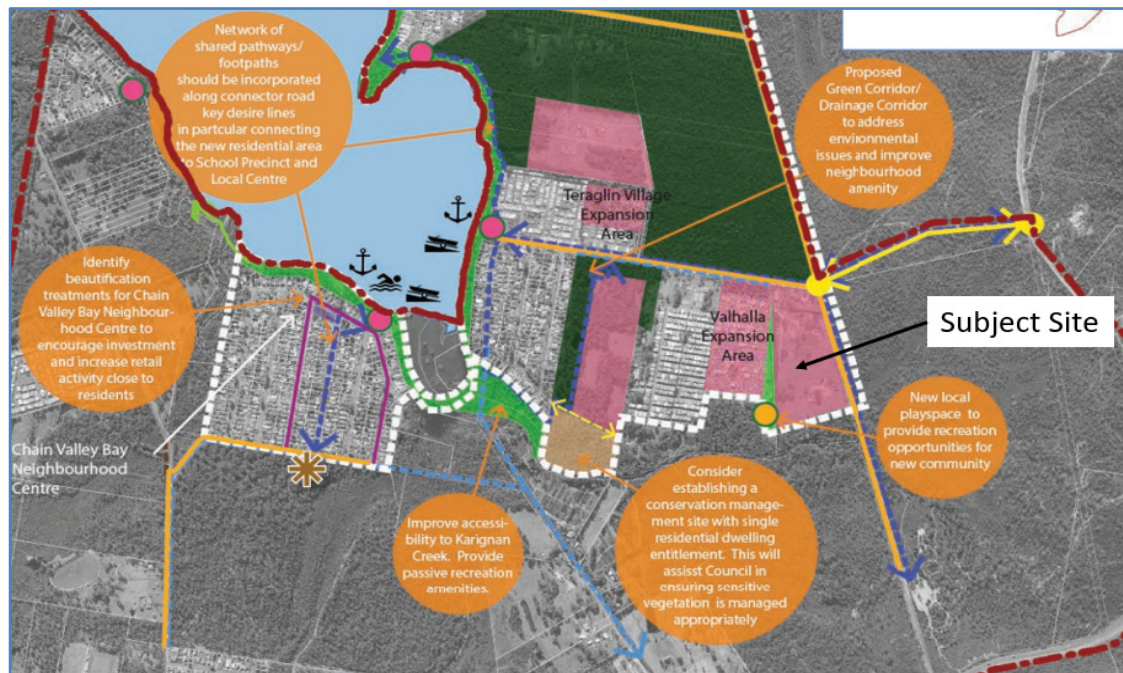 Network of
shared pathways/
footpaths
should be incorporated
along connector road
key desire lines
in partcular connecting
the new residential area
to School Precinct and
Local Centre
Proposed
Green Corridor/
Drainage Corridor
to address
environmental
issues and improve
neighbourhood
amenity
Teraglin Village
Expansion
Area
Identify
beautification
treatments for Chain
Valley Bay Neighbour-
hood Centre to
encourage investment
and increase retail
activity close to
residents
Valhalla
Expansion
Area
Subject Site
Chain Valley Bay
Neighbourhood
Centre
New local
playspace to
provide recreation
opportunities for
new community
Improve accessi-
bility to Karignan
Creek. Provide
passive recreation
amenities.
Consider
establishing a
conservation manage-
ment site with single
residential dwelling
entitlement. This will
assisst Council in
ensuring sensitive
vegetation is managed
appropriately